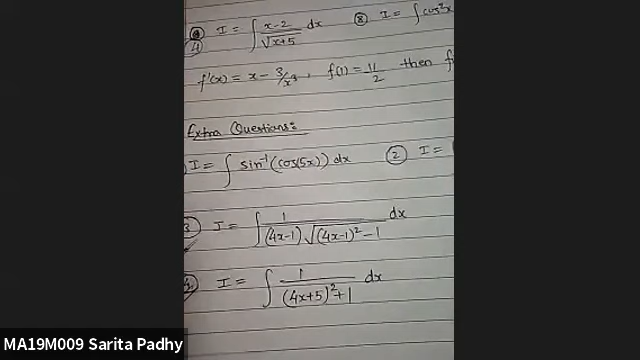 ④ I = ∫ x-2 / √x+5 dx ⑧ I = ∫ cos³x
f'(x) = x - 3/x³ , f(1) = 11/2 then f
Extra Questions:
) I = ∫ sin⁻¹(cos(5x)) dx ② I =
3) I = ∫ 1 / (4x-1)√(4x-1)²-1 dx
I = ∫ 1 / (4x+5)²+1 dx
MA19M009 Sarita Padhy